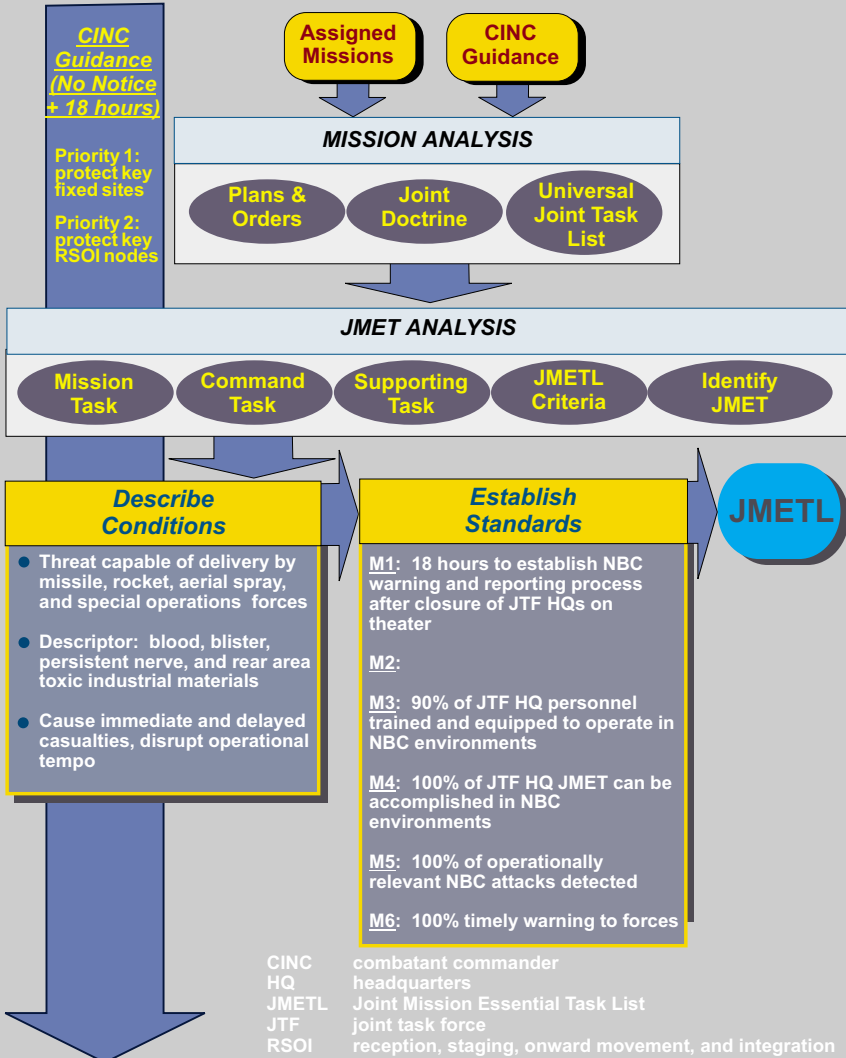 CINC
Guidance
(No Notice
+ 18 hours)
Priority 1:
protect key
fixed sites
Priority 2:
protect key
RSOI nodes
Assigned
Missions
CINC
Guidance
MISSION ANALYSIS
Plans &
Orders
Joint
Doctrine
Universal
Joint Task
List
JMET ANALYSIS
Mission
Task
Command
Task
Supporting
Task
JMETL
Criteria
Identify
JMET
Describe
Conditions
Threat capable of delivery by
missile, rocket, aerial spray,
and special operations forces
Descriptor: blood, blister,
persistent nerve, and rear area
toxic industrial materials
Cause immediate and delayed
casualties, disrupt operational
tempo
Establish
Standards
M1: 18 hours to establish NBC
warning and reporting process
after closure of JTF HQs on
theater
M2:
M3: 90% of JTF HQ personnel
trained and equipped to operate in
NBC environments
M4: 100% of JTF HQ JMET can be
accomplished in NBC
environments
M5: 100% of operationally
relevant NBC attacks detected
M6: 100% timely warning to forces
JMETL
CINC combatant commander
HQ headquarters
JMETL Joint Mission Essential Task List
JTF joint task force
RSOI reception, staging, onward movement, and integration